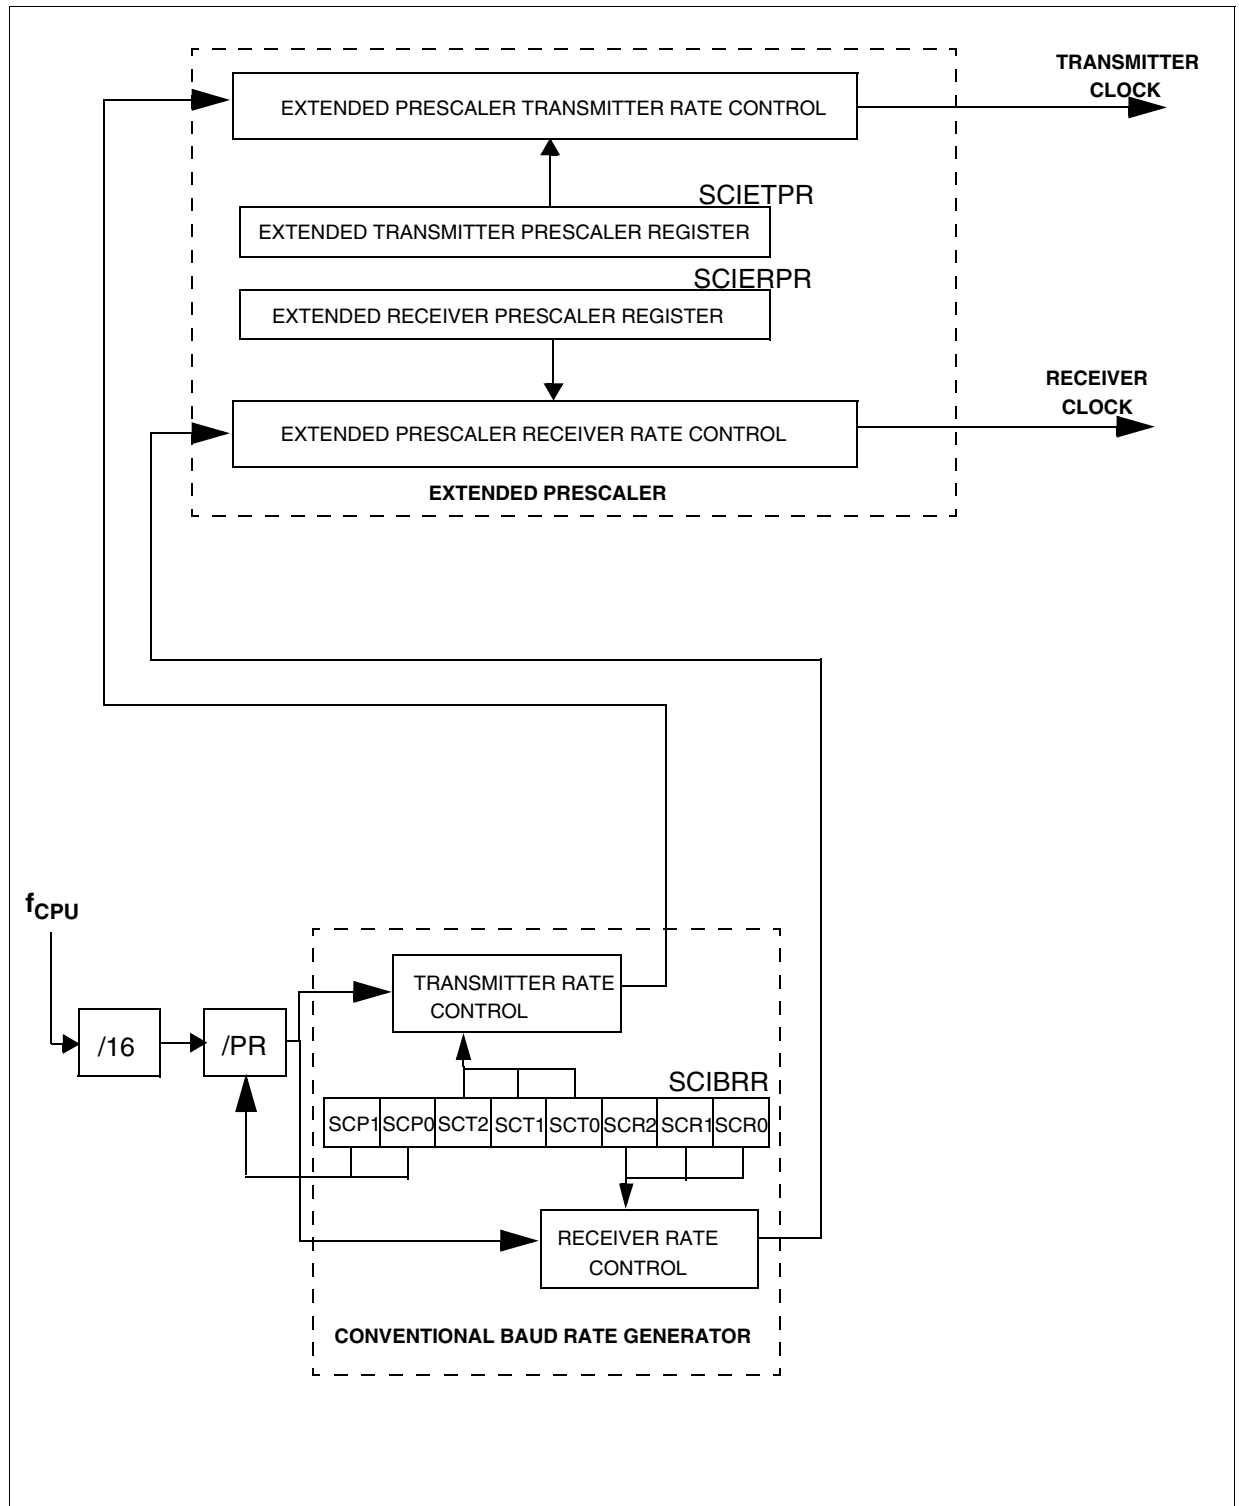 TRANSMITTER
CLOCK
EXTENDED PRESCALER TRANSMITTER RATE CONTROL
SCIETPR
EXTENDED TRANSMITTER PRESCALER REGISTER
SCIERPR
EXTENDED RECEIVER PRESCALER REGISTER
RECEIVER
CLOCK
EXTENDED PRESCALER RECEIVER RATE CONTROL
EXTENDED PRESCALER
fCPU
TRANSMITTER RATE
CONTROL
/16
/PR
SCIBRR
SCP1 SCP0 SCT2 SCT1 SCT0 SCR2 SCR1 SCR0
RECEIVER RATE
CONTROL
CONVENTIONAL BAUD RATE GENERATOR